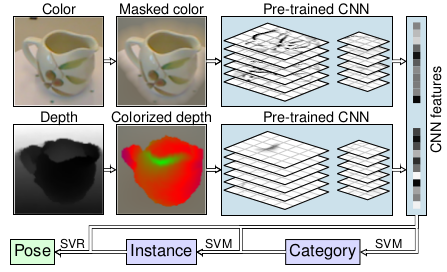 Color
Masked color
Pre-trained CNN
Depth
Colorized depth
Pre-trained CNN
CNN features
Pose
SVR
Instance
SVM
Category
SVM